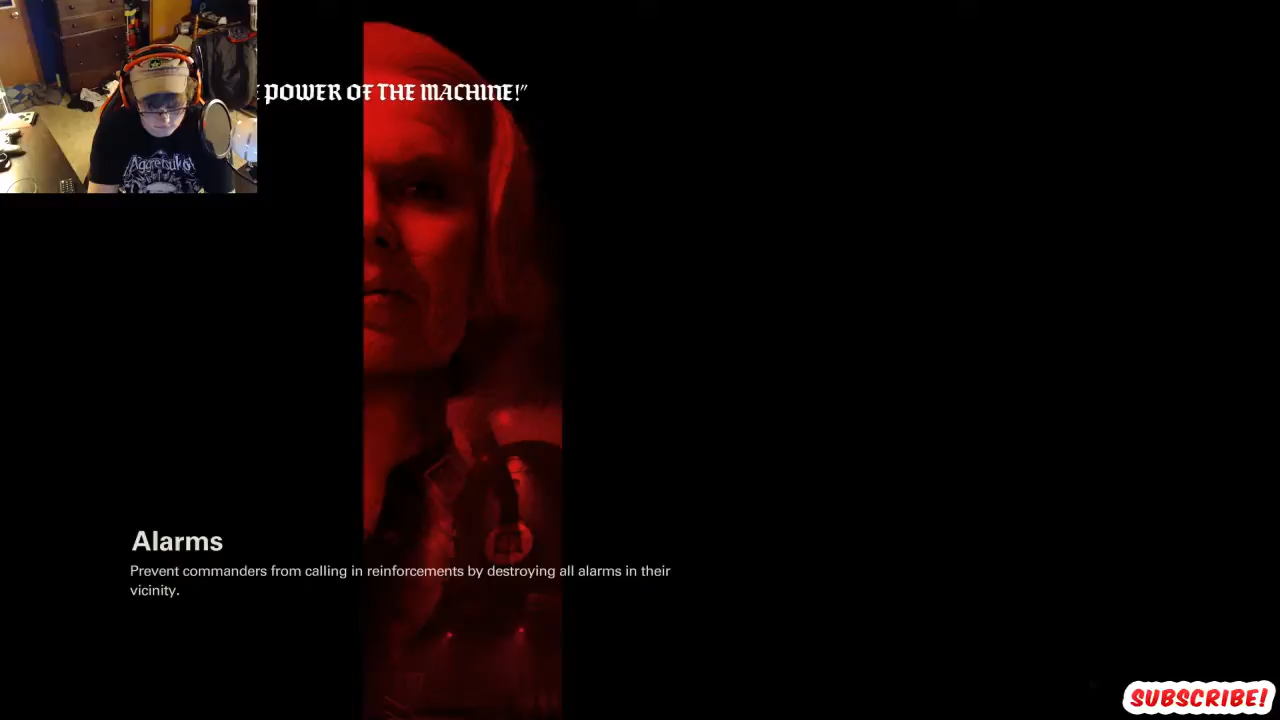 POWER OF THE MACHINE!”
Aggretsuko
Alarms
Prevent commanders from calling in reinforcements by destroying all alarms in their
vicinity.
SUBSCRIBE!